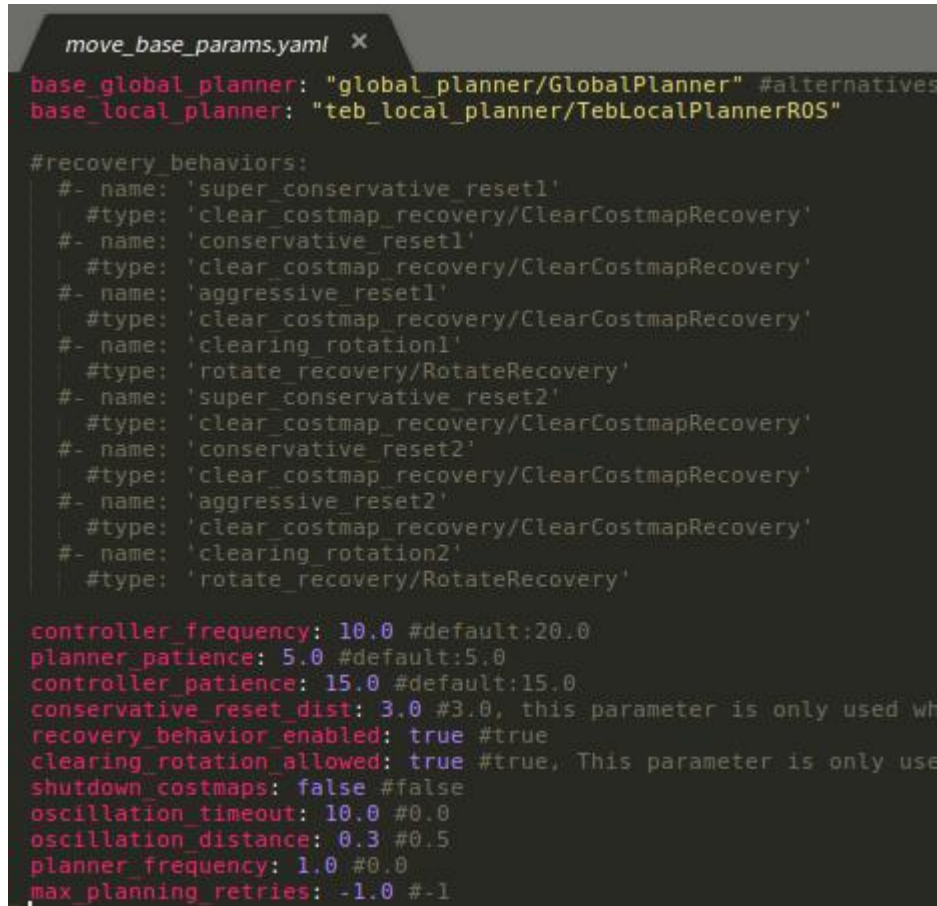 move_base_params.yaml ×
base_global_planner: "global_planner/GlobalPlanner" #alternatives
base_local_planner: "teb_local_planner/TebLocalPlannerROS"
#recovery_behaviors:
#- name: 'super_conservative_reset1'
#type: 'clear_costmap_recovery/ClearCostmapRecovery'
#- name: 'conservative_reset1'
#type: 'clear_costmap_recovery/ClearCostmapRecovery'
#- name: 'aggressive_reset1'
#type: 'clear_costmap_recovery/ClearCostmapRecovery'
#- name: 'clearing_rotation1'
#type: 'rotate_recovery/RotateRecovery'
#- name: 'super_conservative_reset2'
#type: 'clear_costmap_recovery/ClearCostmapRecovery'
#- name: 'conservative_reset2'
#type: 'clear_costmap_recovery/ClearCostmapRecovery'
#- name: 'aggressive_reset2'
#type: 'clear_costmap_recovery/ClearCostmapRecovery'
#- name: 'clearing_rotation2'
#type: 'rotate_recovery/RotateRecovery'
controller_frequency: 10.0 #default:20.0
planner_patience: 5.0 #default:5.0
controller_patience: 15.0 #default:15.0
conservative_reset_dist: 3.0 #3.0, this parameter is only used wh
recovery_behavior_enabled: true #true
clearing_rotation_allowed: true #true, This parameter is only use
shutdown_costmaps: false #false
oscillation_timeout: 10.0 #0.0
oscillation_distance: 0.3 #0.5
planner_frequency: 1.0 #0.0
max_planning_retries: -1.0 #-1